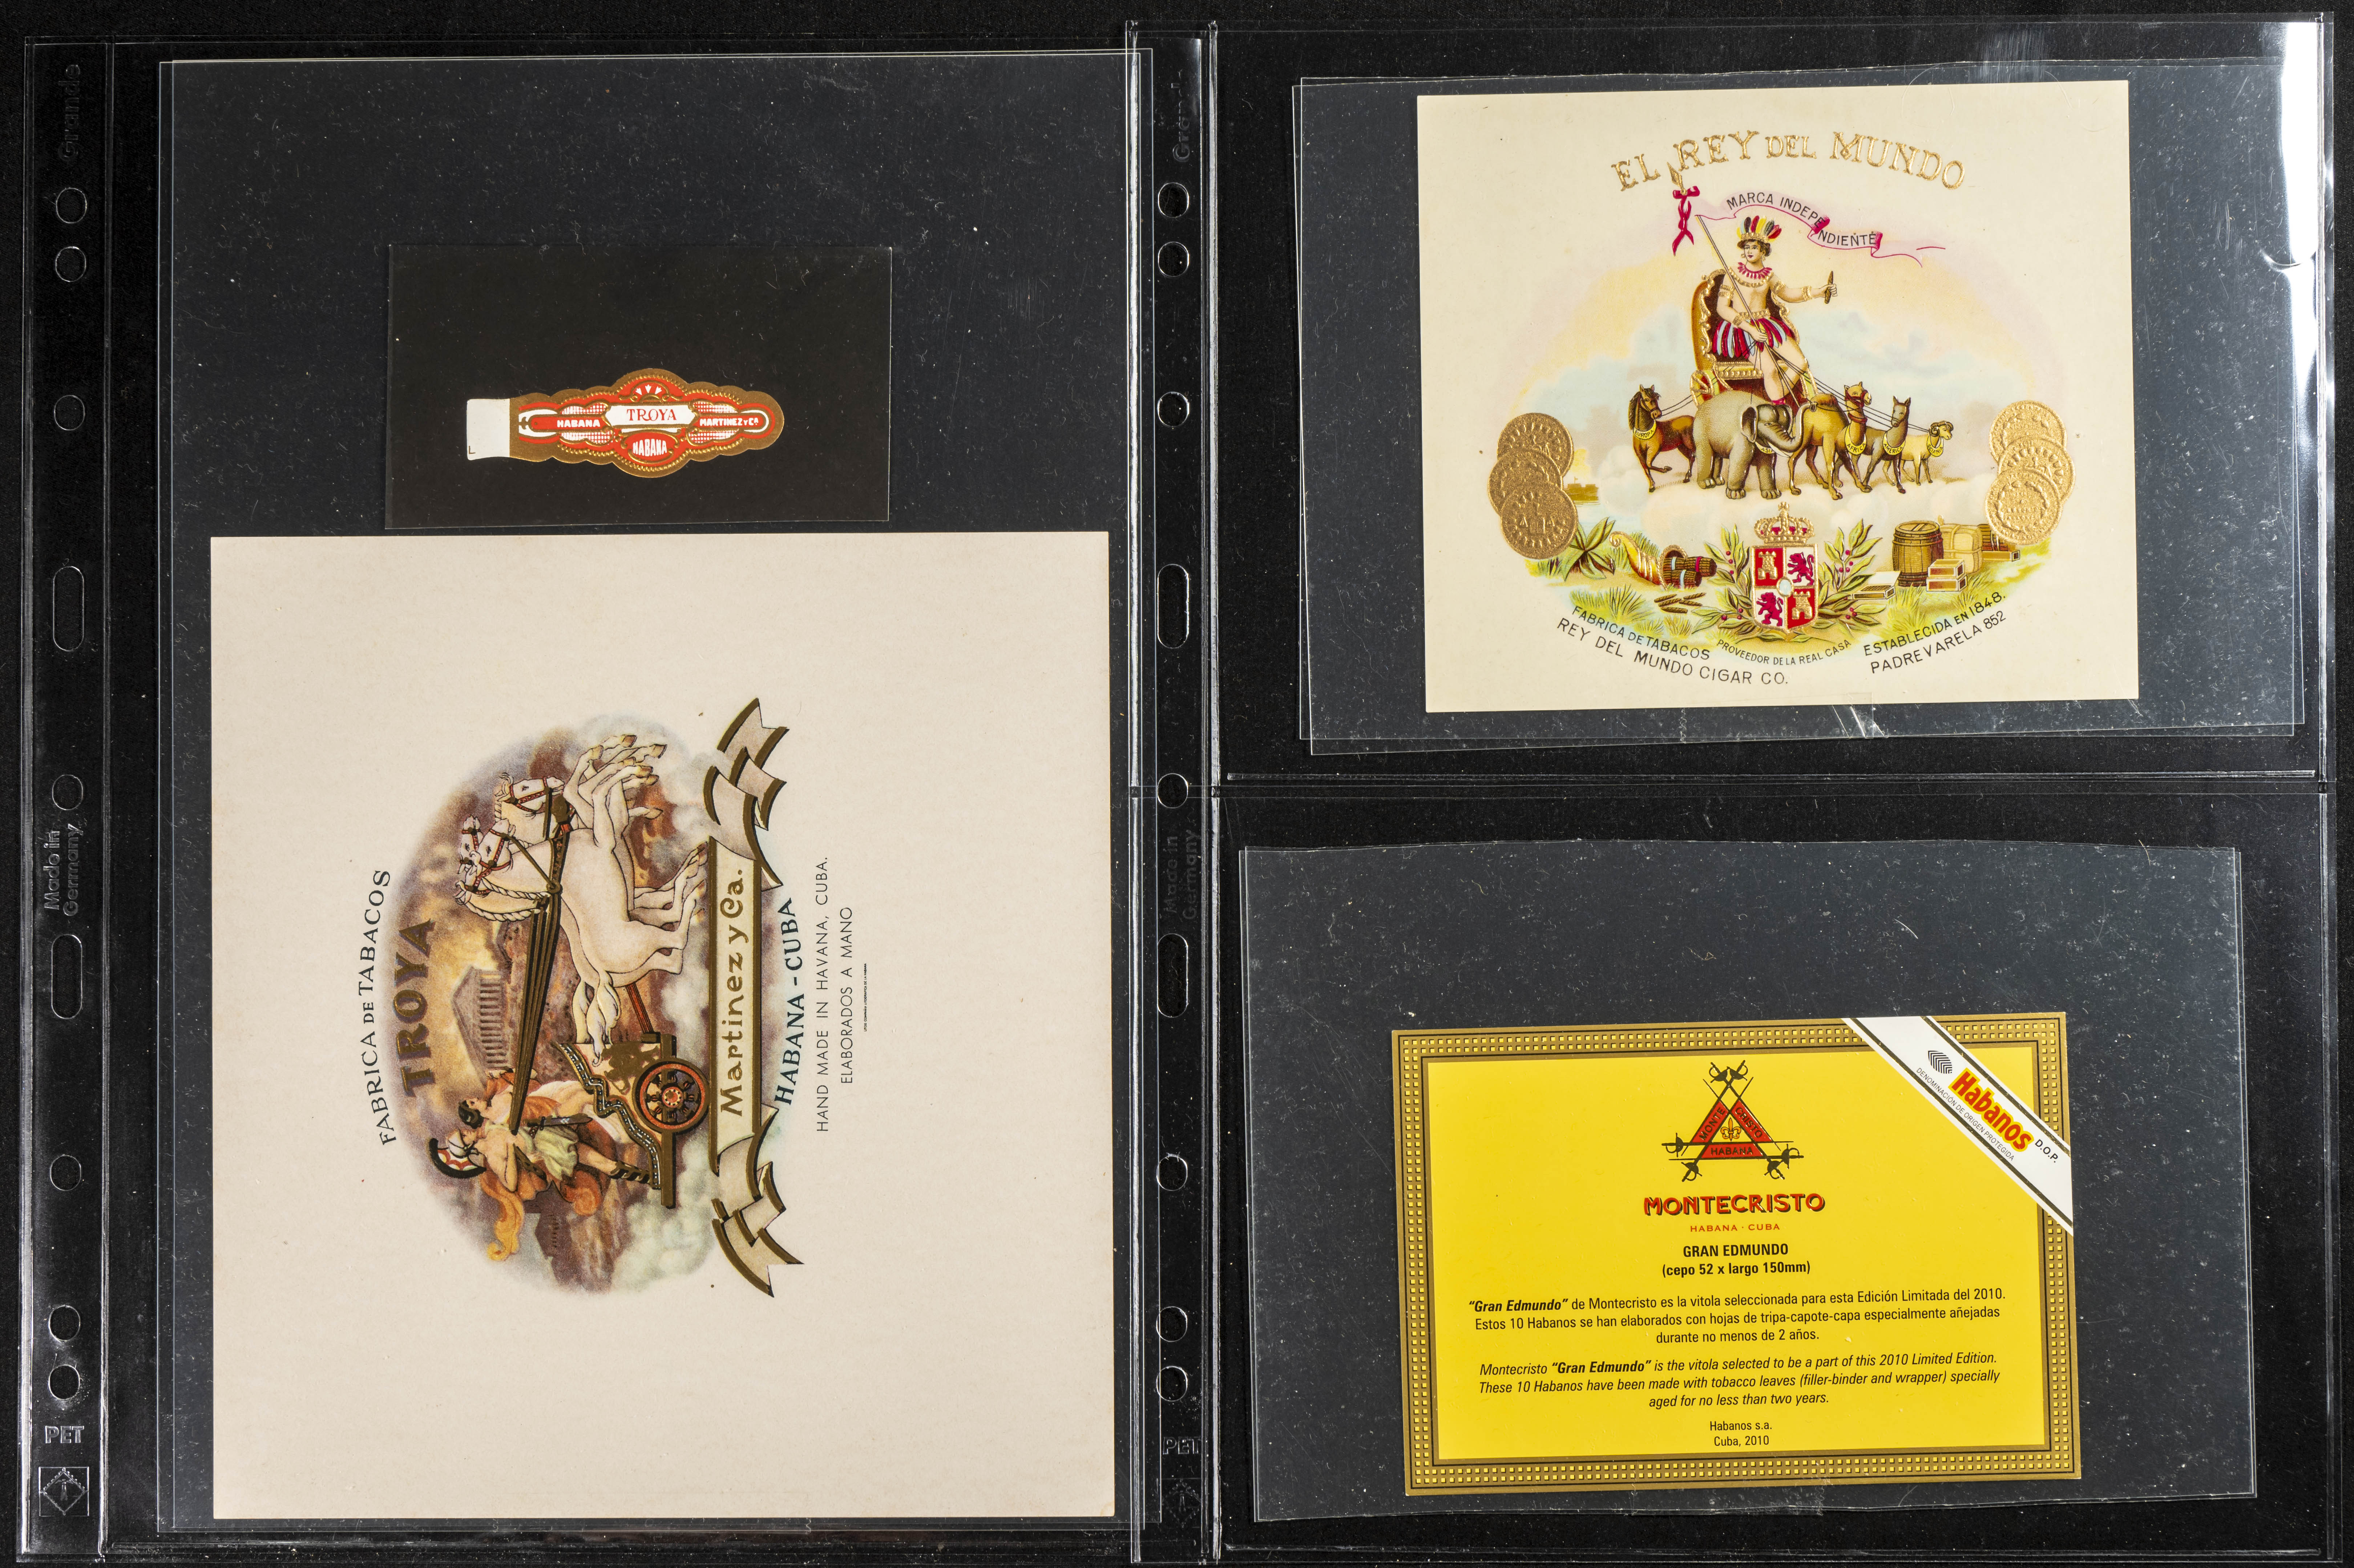 Grande
TROYA
HABANA
MARTINEZ Y Cª
HABANA
L
FABRICA DE TABACOS
TROYA
Martinez y Ca.
HABANA - CUBA
HAND MADE IN HAVANA, CUBA.
ELABORADOS A MANO
Made in
Germany
PET
Made in
Germany
PET
EL REY DEL MUNDO
MARCA INDEPENDIENTE
FABRICA DE TABACOS
PROVEEDOR DE LA REAL CASA
ESTABLECIDA EN 1848.
REY DEL MUNDO CIGAR CO.
PADRE VARELA 852
Habanos
D.O.P.
DENOMINACIÓN DE ORIGEN PROTEGIDA
MONTE
CRISTO
HABANA
MONTECRISTO
HABANA · CUBA
GRAN EDMUNDO
(cepo 52 x largo 150mm)
"Gran Edmundo" de Montecristo es la vitola seleccionada para esta Edición Limitada del 2010.
Estos 10 Habanos se han elaborados con hojas de tripa-capote-capa especialmente añejadas
durante no menos de 2 años.
Montecristo "Gran Edmundo" is the vitola selected to be a part of this 2010 Limited Edition.
These 10 Habanos have been made with tobacco leaves (filler-binder and wrapper) specially
aged for no less than two years.
Habanos s.a.
Cuba, 2010